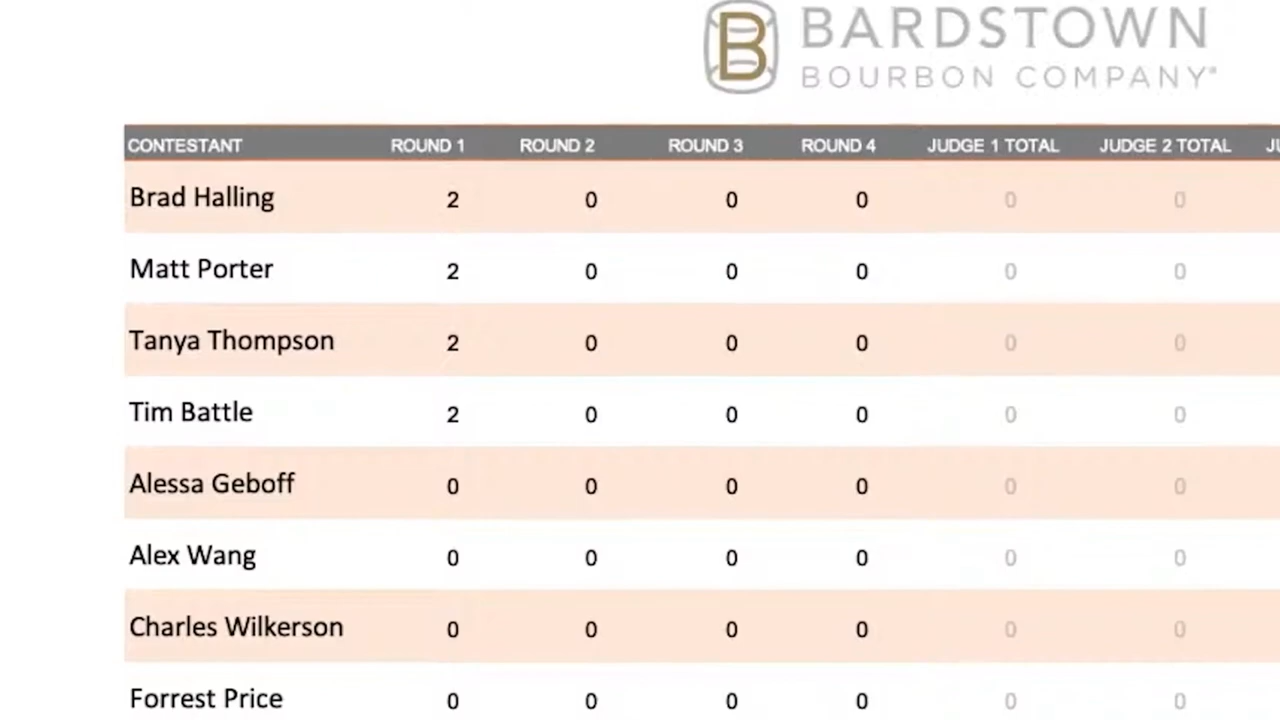 B BARDSTOWN
BOURBON COMPANY®
CONTESTANT ROUND 1 ROUND 2 ROUND 3 ROUND 4 JUDGE 1 TOTAL JUDGE 2 TOTAL
Brad Halling 2 0 0 0 0 0
Matt Porter 2 0 0 0 0 0
Tanya Thompson 2 0 0 0 0 0
Tim Battle 2 0 0 0 0 0
Alessa Geboff 0 0 0 0 0 0
Alex Wang 0 0 0 0 0 0
Charles Wilkerson 0 0 0 0 0 0
Forrest Price 0 0 0 0 0 0